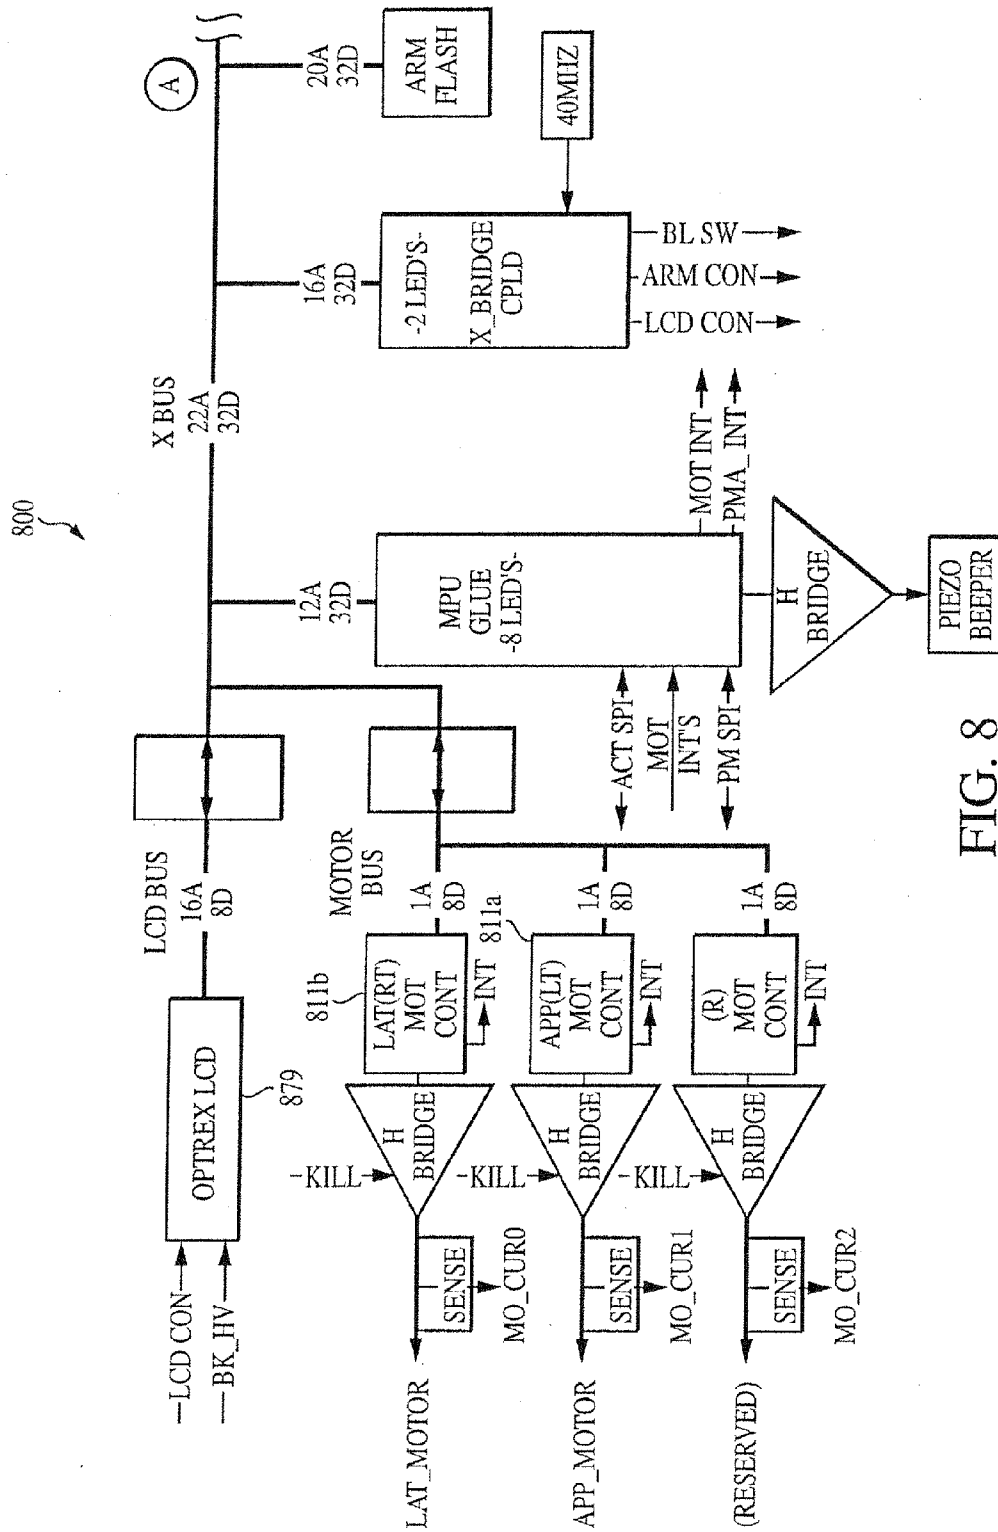 800
A
X BUS
22A
32D
20A
32D
ARM
FLASH
40MHZ
16A
32D
-2 LED'S-
X_BRIDGE
CPLD
BL SW
ARM CON
LCD CON
12A
32D
MPU
GLUE
-8 LED'S-
MOT INT
PMA_INT
ACT SPI
MOT
INT'S
PM SPI
H
BRIDGE
PIEZO
BEEPER
LCD BUS
16A
8D
OPTREX LCD
879
LCD CON
BK_HV
MOTOR
BUS
1A
8D
811b
LAT(RT)
MOT
CONT
INT
H
BRIDGE
KILL
SENSE
MO_CUR0
LAT_MOTOR
1A
8D
811a
APP(LT)
MOT
CONT
INT
H
BRIDGE
KILL
SENSE
MO_CUR1
APP_MOTOR
1A
8D
(R)
MOT
CONT
INT
H
BRIDGE
KILL
SENSE
MO_CUR2
(RESERVED)
FIG. 8